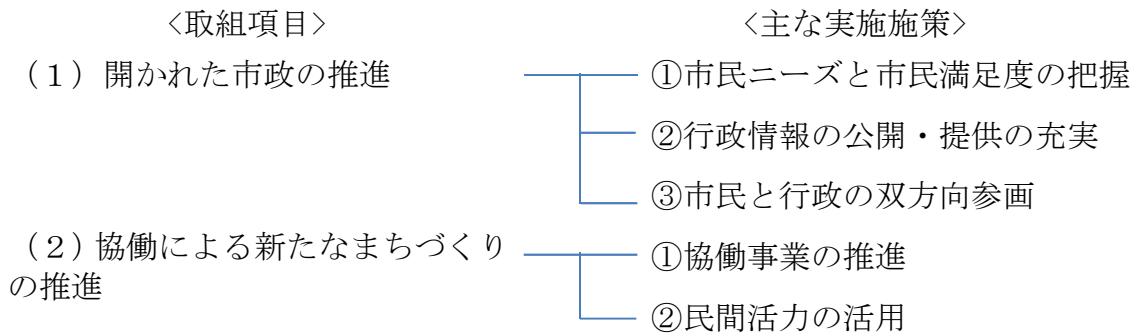 <取組項目>
<主な実施施策>
(1)開かれた市政の推進
①市民ニーズと市民満足度の把握
②行政情報の公開・提供の充実
③市民と行政の双方向参画
(2)協働による新たなまちづくり
の推進
①協働事業の推進
②民間活力の活用